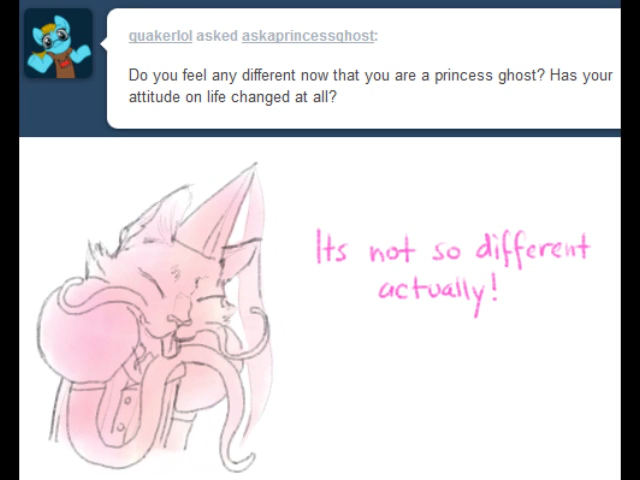 quakerlol asked askaprincessghost:
Do you feel any different now that you are a princess ghost? Has your
attitude on life changed at all?
Its not so different
actually!